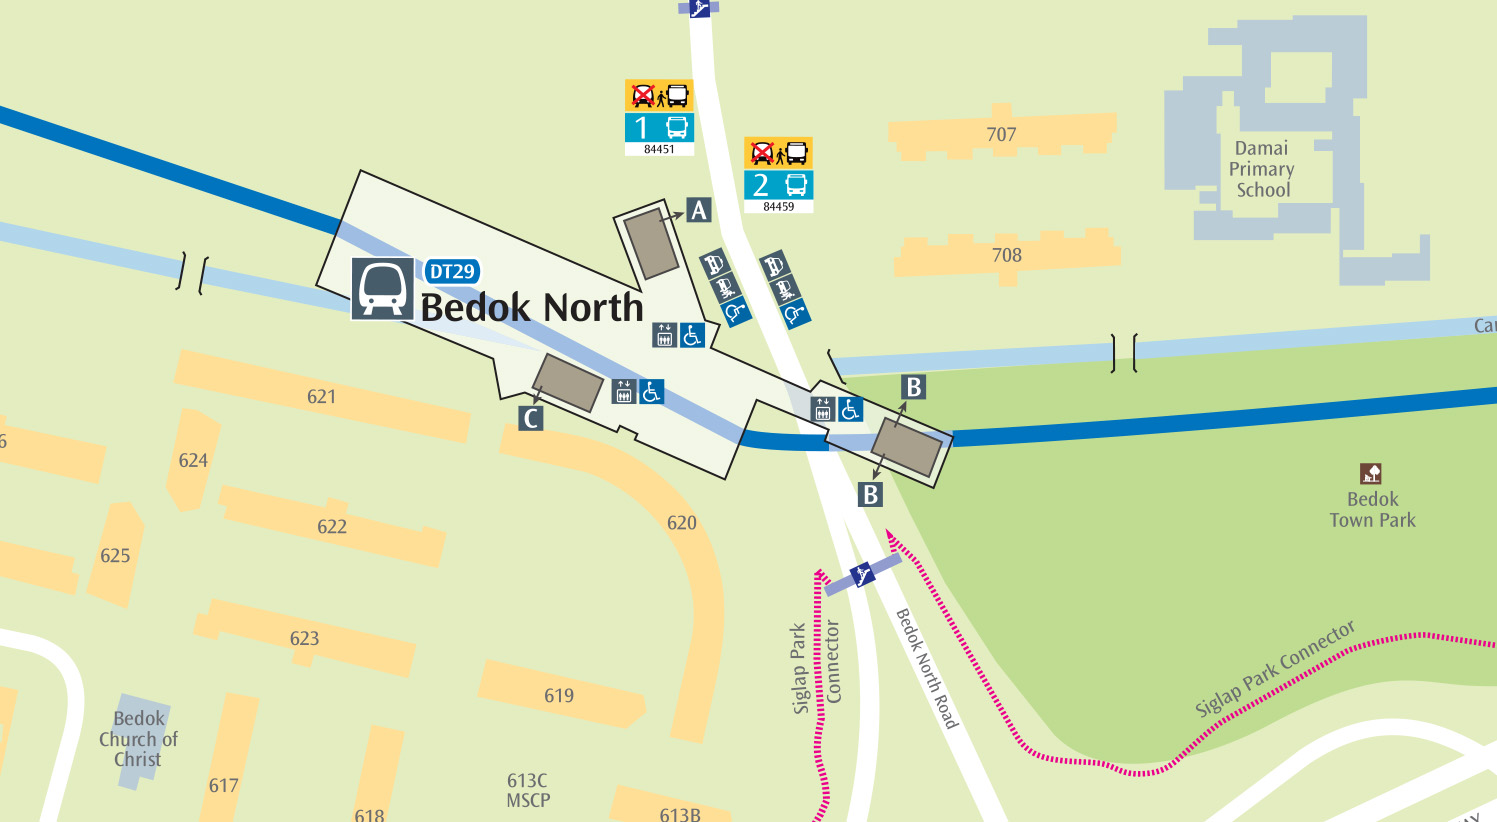 1
84451
2
84459
707
Damai
Primary
School
A
708
DT29
Bedok North
Ca
621
C
B
B
6
624
Bedok
Town Park
622
620
625
623
Siglap Park
Connector
Bedok North Road
Siglap Park Connector
619
Bedok
Church of
Christ
617
613C
MSCP
618
613B